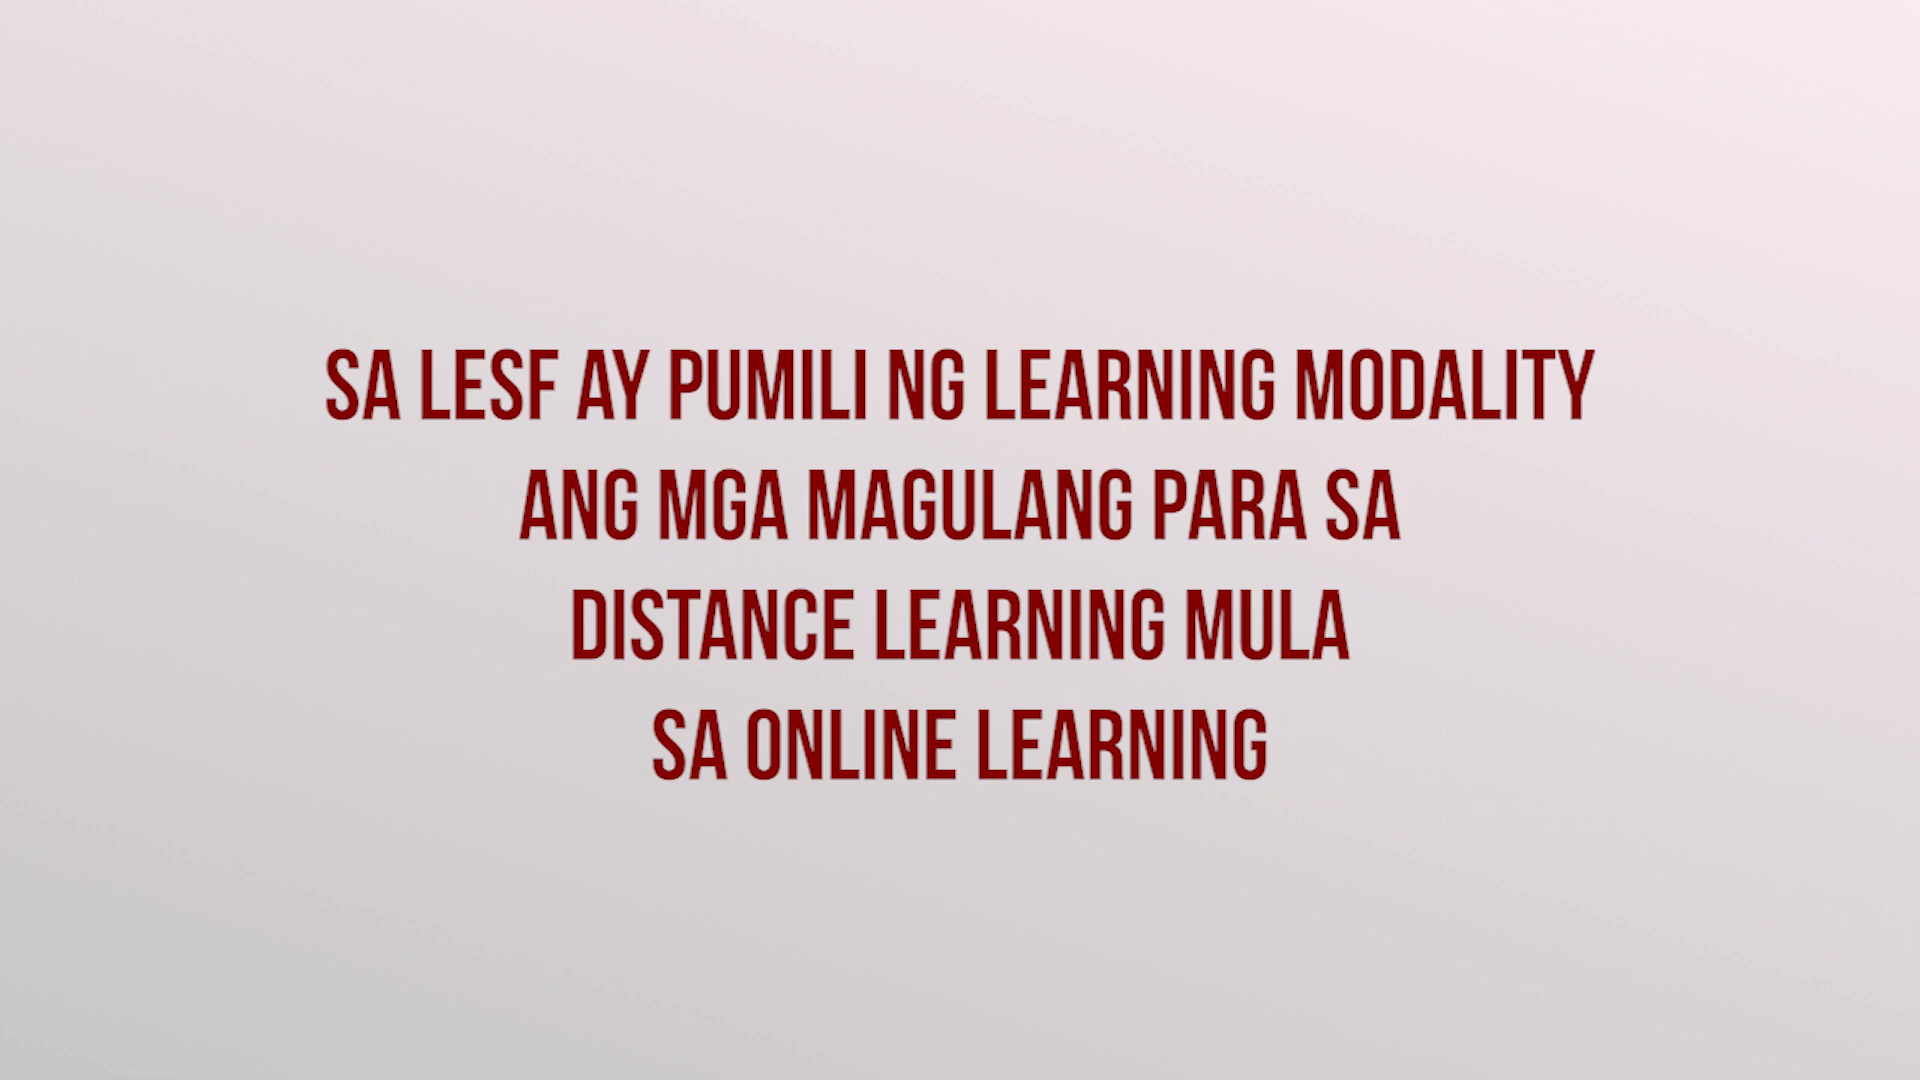 SA LESF AY PUMILI NG LEARNING MODALITY
ANG MGA MAGULANG PARA SA
DISTANCE LEARNING MULA
SA ONLINE LEARNING